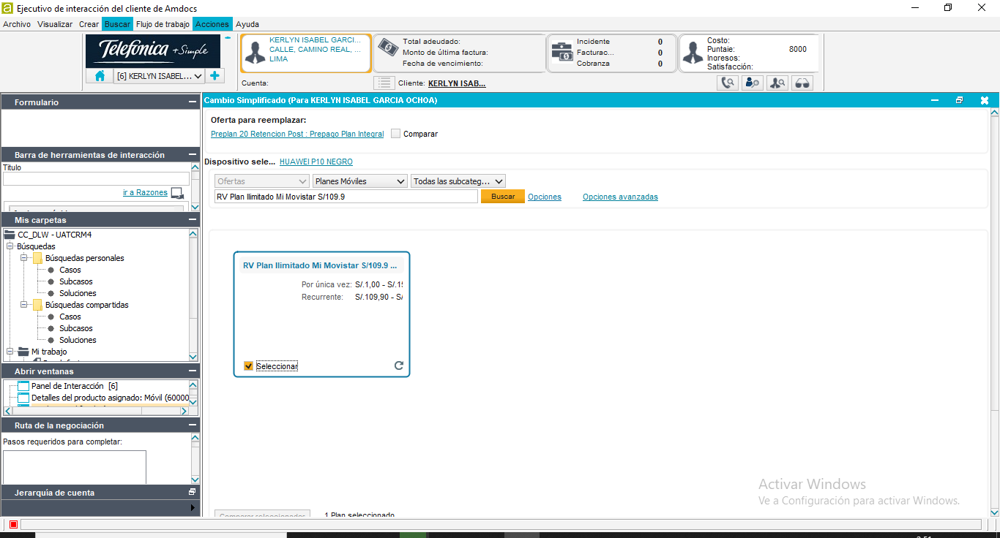 Ejecutivo de interacción del cliente de Amdocs
Archivo Visualizar Crear Buscar Flujo de trabajo Acciones Ayuda
Telefónica +Simple
[6] KERLYN ISABEL...
KERLYN ISABEL GARCI...
CALLE, CAMINO REAL, ...
LIMA
Total adeudado:
Monto de última factura:
Fecha de vencimiento:
Incidente 0
Facturac... 0
Cobranza 0
Costo:
Puntaie: 8000
Inoresos:
Satisfacción:
Cuenta:
Cliente: KERLYN ISAB...
Formulario
Barra de herramientas de interacción
Titulo
ir a Razones
Mis carpetas
CC_DLW - UATCRM4
Búsquedas
Búsquedas personales
Casos
Subcasos
Soluciones
Búsquedas compartidas
Casos
Subcasos
Soluciones
Mi trabajo
Abrir ventanas
Panel de Interacción [6]
Detalles del producto asignado: Móvil (60000
Ruta de la negociación
Pasos requeridos para completar:
Jerarquía de cuenta
Cambio Simplificado (Para KERLYN ISABEL GARCIA OCHOA)
Oferta para reemplazar:
Preplan 20 Retencion Post : Prepago Plan Integral Comparar
Dispositivo sele... HUAWEI P10 NEGRO
Ofertas Planes Móviles Todas las subcateg...
RV Plan Ilimitado Mi Movistar S/109.9 Buscar Opciones Opciones avanzadas
RV Plan Ilimitado Mi Movistar S/109.9 ...
Por única vez: S/.1,00 - S/.15
Recurrente: S/.109,90 - S/
Seleccionar
Comparar seleccionados 1 Plan seleccionado
Activar Windows
Ve a Configuración para activar Windows.